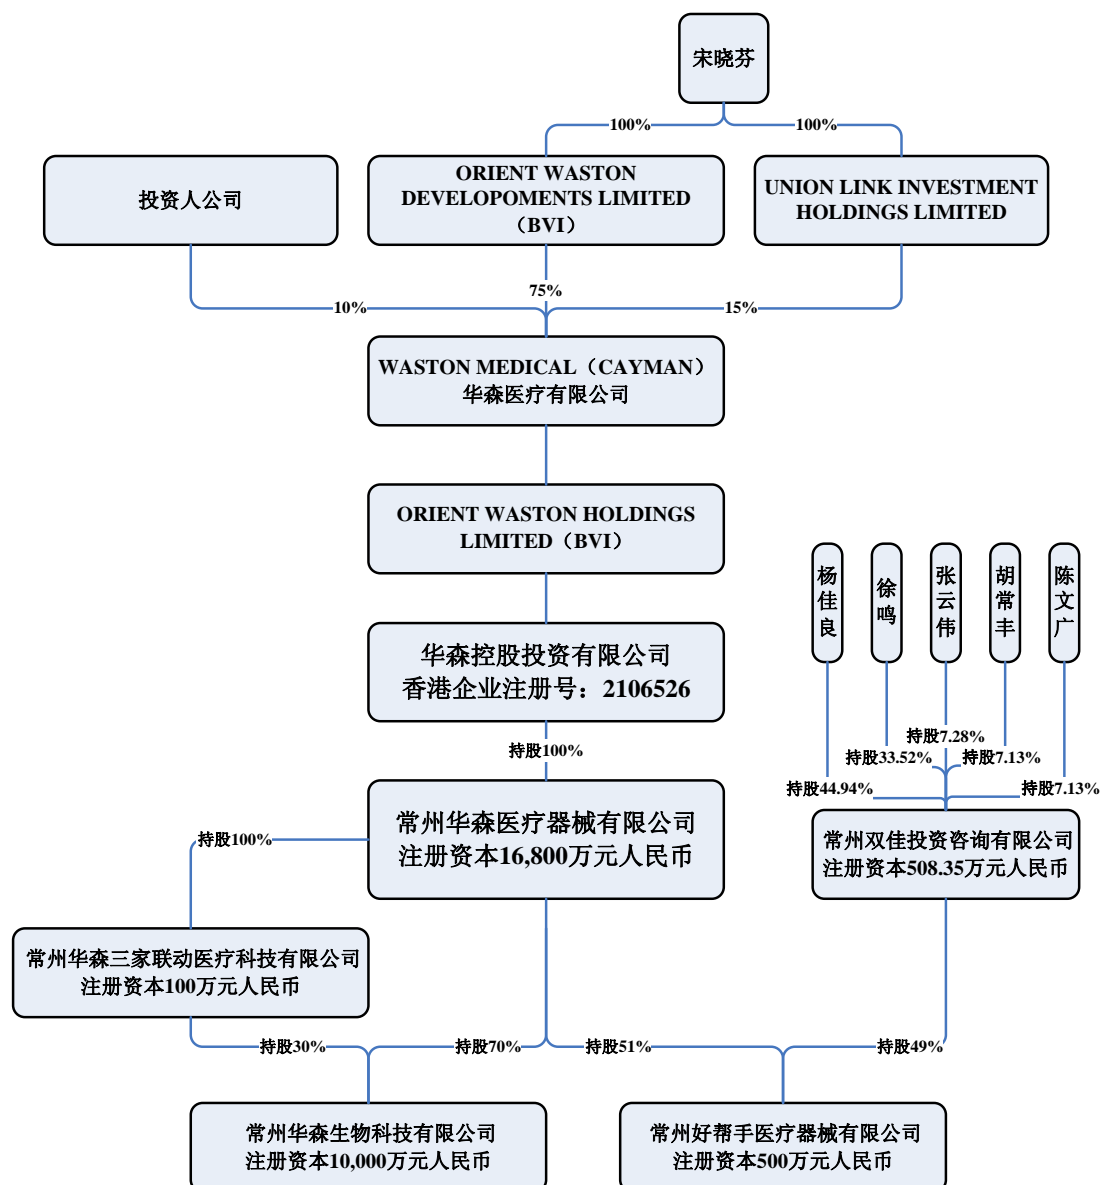 宋晓芬
100%
100%
投资人公司
ORIENT WASTON
DEVELOPOMENTS LIMITED
（BVI）
UNION LINK INVESTMENT
HOLDINGS LIMITED
75%
10%
15%
WASTON MEDICAL（CAYMAN）
华森医疗有限公司
ORIENT WASTON HOLDINGS
LIMITED（BVI）
杨佳良
徐鸣
张云伟
胡常丰
陈文广
华森控股投资有限公司
香港企业注册号：2106526
持股7.28%
持股100%
持股33.52%
持股7.13%
持股44.94%
持股7.13%
常州华森医疗器械有限公司
注册资本16,800万元人民币
持股100%
常州双佳投资咨询有限公司
注册资本508.35万元人民币
常州华森三家联动医疗科技有限公司
注册资本100万元人民币
持股30%
持股70%
持股51%
持股49%
常州华森生物科技有限公司
注册资本10,000万元人民币
常州好帮手医疗器械有限公司
注册资本500万元人民币